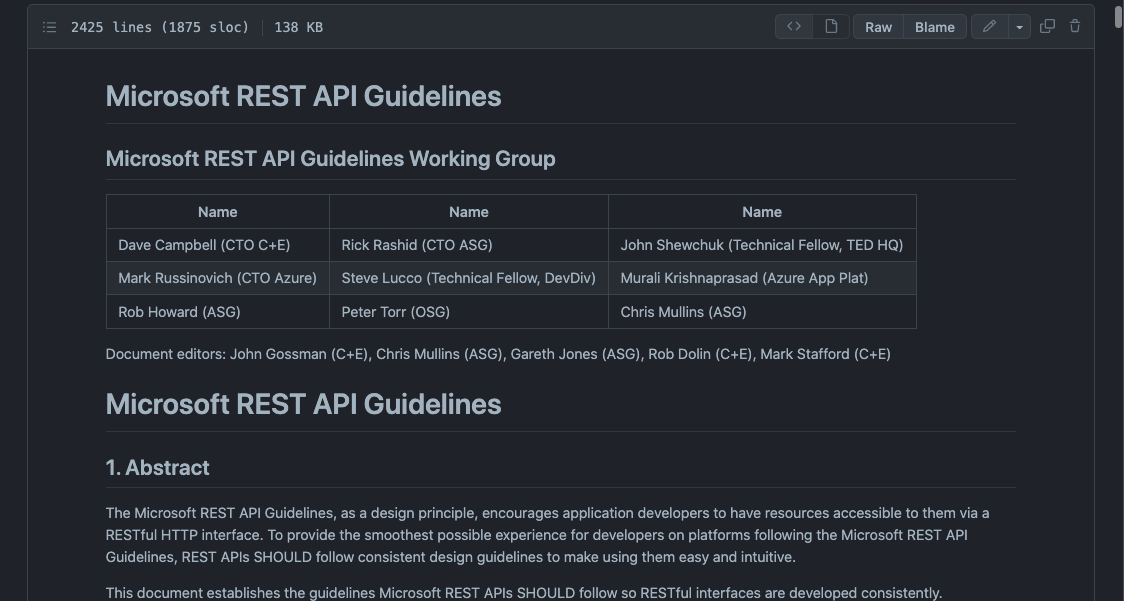 2425 lines (1875 sloc) 138 KB
Raw Blame
Microsoft REST API Guidelines
Microsoft REST API Guidelines Working Group
Name Name Name
Dave Campbell (CTO C+E) Rick Rashid (CTO ASG) John Shewchuk (Technical Fellow, TED HQ)
Mark Russinovich (CTO Azure) Steve Lucco (Technical Fellow, DevDiv) Murali Krishnaprasad (Azure App Plat)
Rob Howard (ASG) Peter Torr (OSG) Chris Mullins (ASG)
Document editors: John Gossman (C+E), Chris Mullins (ASG), Gareth Jones (ASG), Rob Dolin (C+E), Mark Stafford (C+E)
Microsoft REST API Guidelines
1. Abstract
The Microsoft REST API Guidelines, as a design principle, encourages application developers to have resources accessible to them via a
RESTful HTTP interface. To provide the smoothest possible experience for developers on platforms following the Microsoft REST API
Guidelines, REST APIs SHOULD follow consistent design guidelines to make using them easy and intuitive.
This document establishes the guidelines Microsoft REST APIs SHOULD follow so RESTful interfaces are developed consistently.